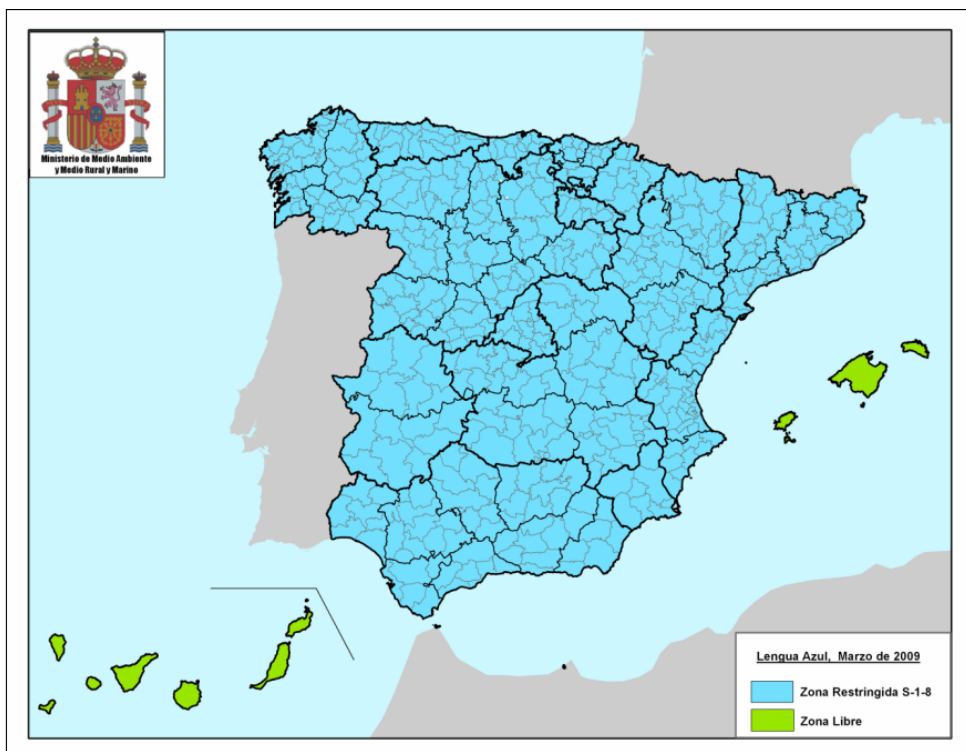 Ministerio de Medio Ambiente
y Medio Rural y Marino
Lengua Azul, Marzo de 2009
Zona Restringida S-1-8
Zona Libre